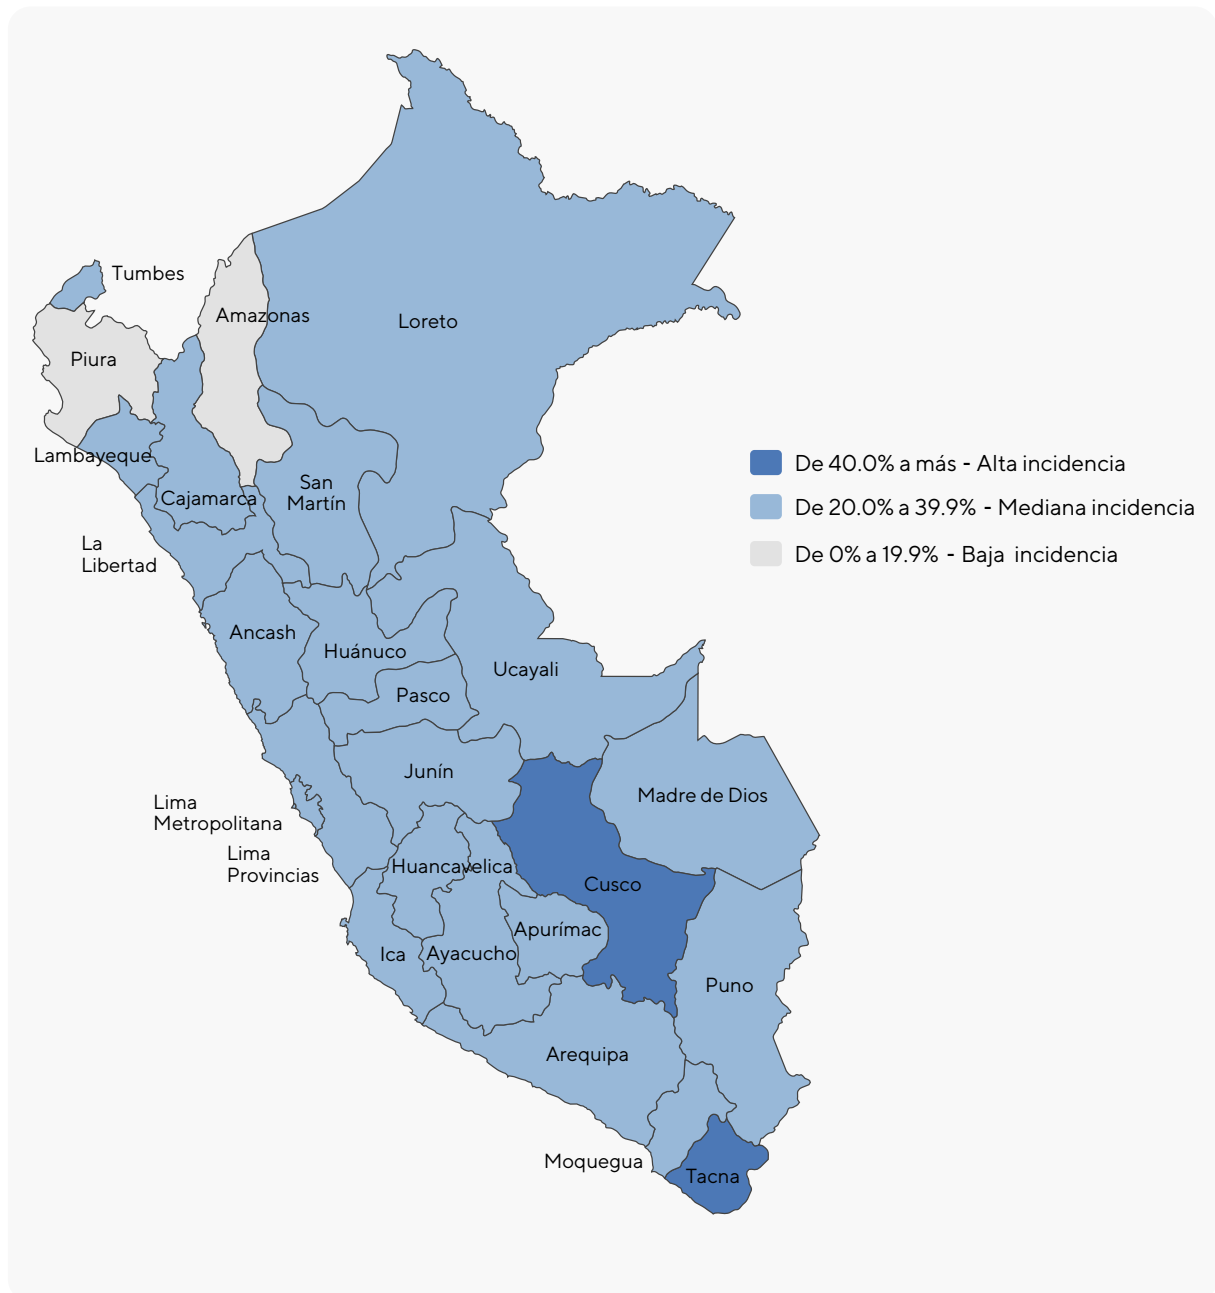 Tumbes
Amazonas
Loreto
Piura
Lambayeque
Cajamarca
San
Martín
La
Libertad
Ancash
Huánuco
Ucayali
Pasco
Junín
Madre de Dios
Lima
Metropolitana
Lima
Provincias
Huancavelica
Cusco
Apurímac
Ica
Ayacucho
Puno
Arequipa
Moquegua
Tacna
De 40.0% a más - Alta incidencia
De 20.0% a 39.9% - Mediana incidencia
De 0% a 19.9% - Baja incidencia